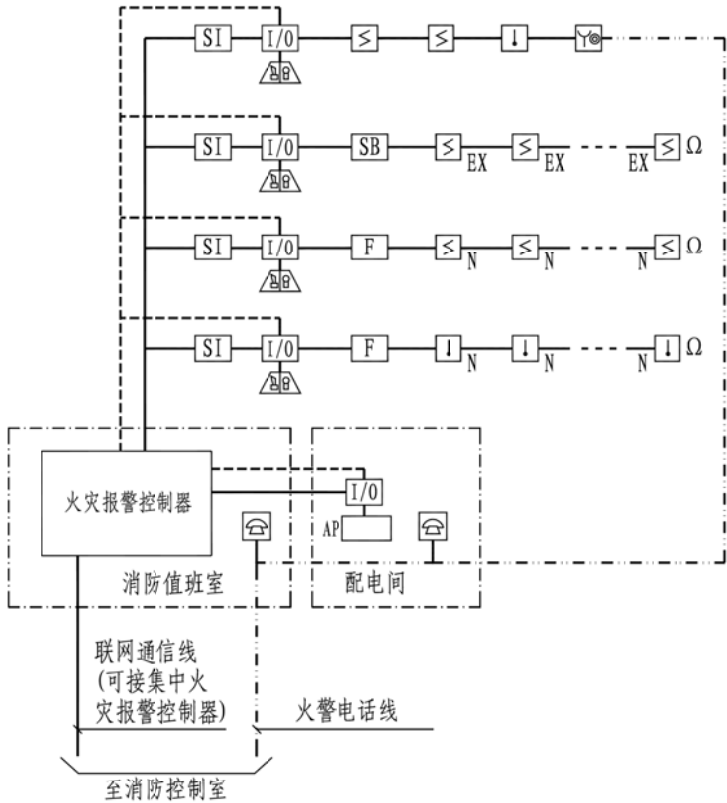 SI I/O
SI I/O SB EX EX EX Ω
SI I/O F N N N Ω
SI I/O F N N N Ω
火灾报警控制器
I/O
AP
消防值班室
配电间
联网通信线
(可接集中火
灾报警控制器)
火警电话线
至消防控制室